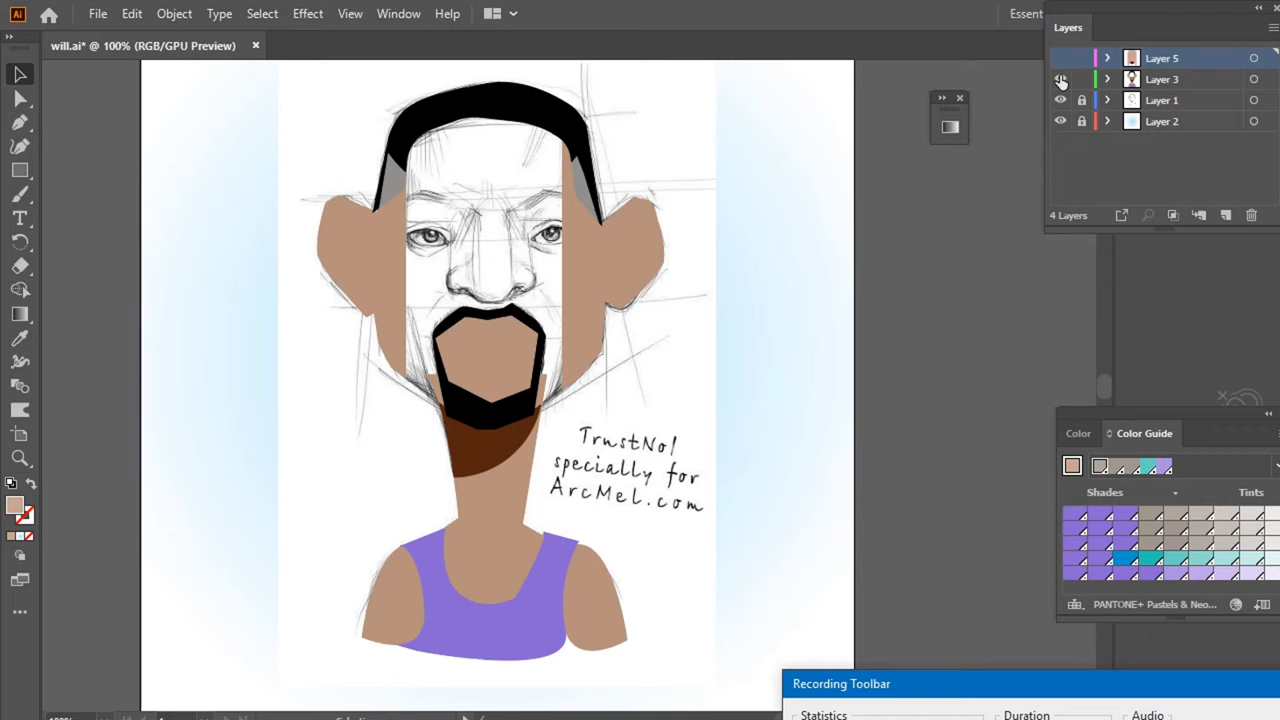 File Edit Object Type Select Effect View Window Help Essent
will.ai* @ 100% (RGB/GPU Preview)
Layers
Layer 5
Layer 3
Layer 1
Layer 2
4 Layers
TrustNo1
specially for
ArcMel.com
Color Color Guide
Shades Tints
PANTONE+ Pastels & Neo...
Recording Toolbar
Statistics Duration Audio